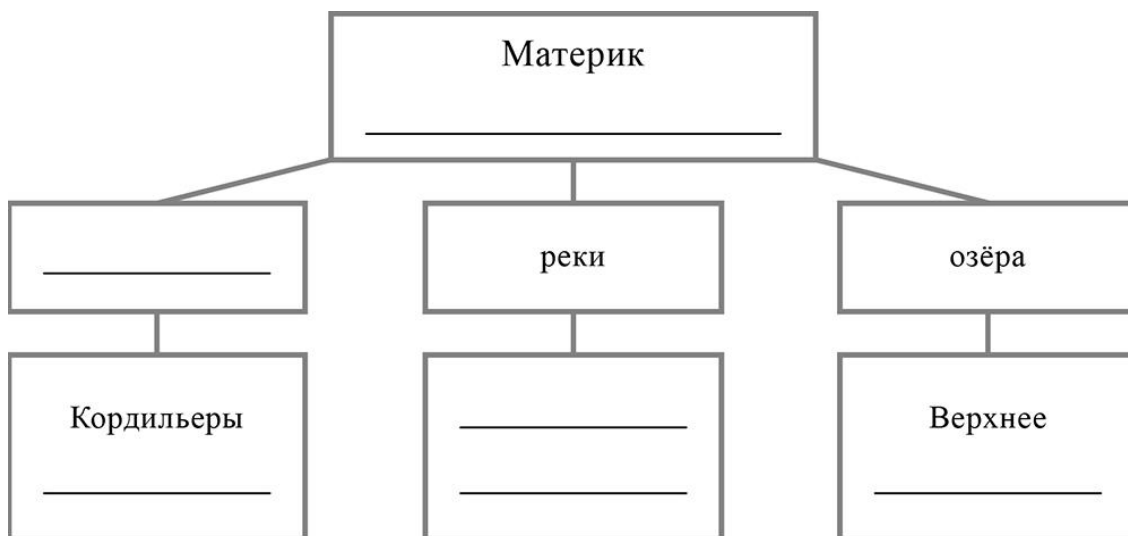 Материк
реки
озёра
Кордильеры
Верхнее